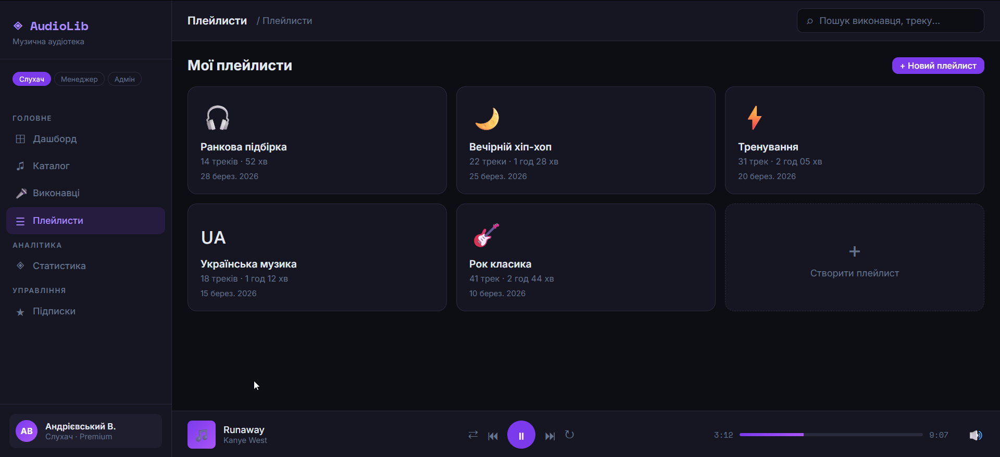 AudioLib
Музична аудіотека
Слухач
Менеджер
Адмін
ГОЛОВНЕ
Дашборд
Каталог
Виконавці
Плейлисти
АНАЛІТИКА
Статистика
УПРАВЛІННЯ
Підписки
АВ
Андрієвський В.
Слухач · Premium
Плейлисти / Плейлисти
Пошук виконавця, треку...
Мої плейлисти
+ Новий плейлист
Ранкова підбірка
14 треків · 52 хв
28 берез. 2026
Вечірній хіп-хоп
22 треки · 1 год 28 хв
25 берез. 2026
Тренування
31 трек · 2 год 05 хв
20 берез. 2026
UA
Українська музика
18 треків · 1 год 12 хв
15 берез. 2026
Рок класика
41 трек · 2 год 44 хв
10 берез. 2026
+
Створити плейлист
Runaway
Kanye West
3:12
9:07